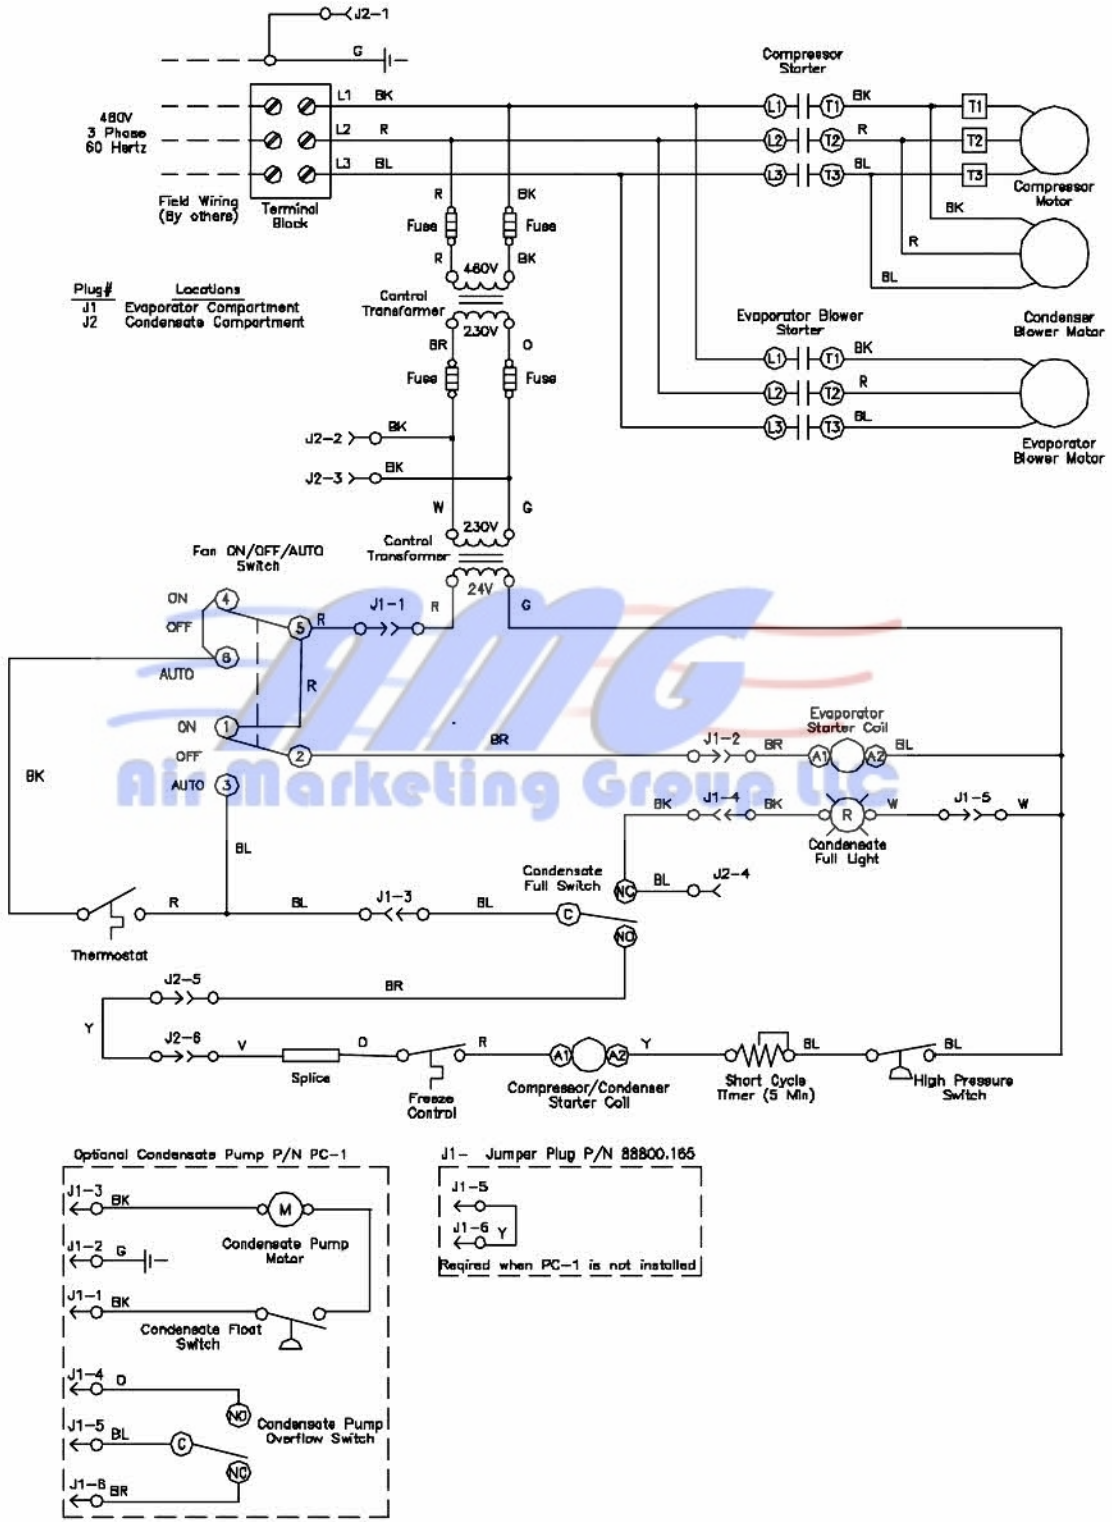 J2-1
G
Compressor
Starter
L1 BK L1 T1 BK T1
480V
3 Phase
60 Hertz
L2 R L2 T2 R T2
L3 BL L3 T3 BL T3
Field Wiring
(By others)
Terminal
Block
R BK
Compressor
Motor
BK
Fuse Fuse
R
R BK
480V
BL
Plug# Locations
J1 Evaporator Compartment
J2 Condensate Compartment
Control
Transformer
230V
Condenser
Blower Motor
Evaporator Blower
Starter
BR O
L1 T1 BK
Fuse Fuse
L2 T2 R
L3 T3 BL
J2-2 BK
Evaporator
Blower Motor
J2-3 BK
W G
230V
Control
Transformer
24V
Fan ON/OFF/AUTO
Switch
ON 4
J1-1 R G
OFF 5 R
AUTO 6
R
AMG
Air Marketing Group LLC
ON 1
Evaporator
Starter Coil
OFF 2 BR J1-2 BR A1 A2 BL
BK
AUTO 3
BK J1-4 BK R W J1-5 W
Condensate
Full Light
BL
Condensate
Full Switch
NC BL J2-4
R BL J1-3 BL C
NO
Thermostat
J2-5 BR
Y
J2-6 V O R A1 A2 Y BL BL
Splice
Freeze
Control
Compressor/Condenser
Starter Coil
Short Cycle
Timer (5 Min)
High Pressure
Switch
Optional Condensate Pump P/N PC-1
J1-3 BK M
Condensate Pump
Motor
J1-2 G
J1-1 BK
Condensate Float
Switch
J1-4 O
NO
Condensate Pump
Overflow Switch
J1-5 BL C
NC
J1-6 BR
J1- Jumper Plug P/N 88800.165
J1-5
J1-6 Y
Reqired when PC-1 is not installed